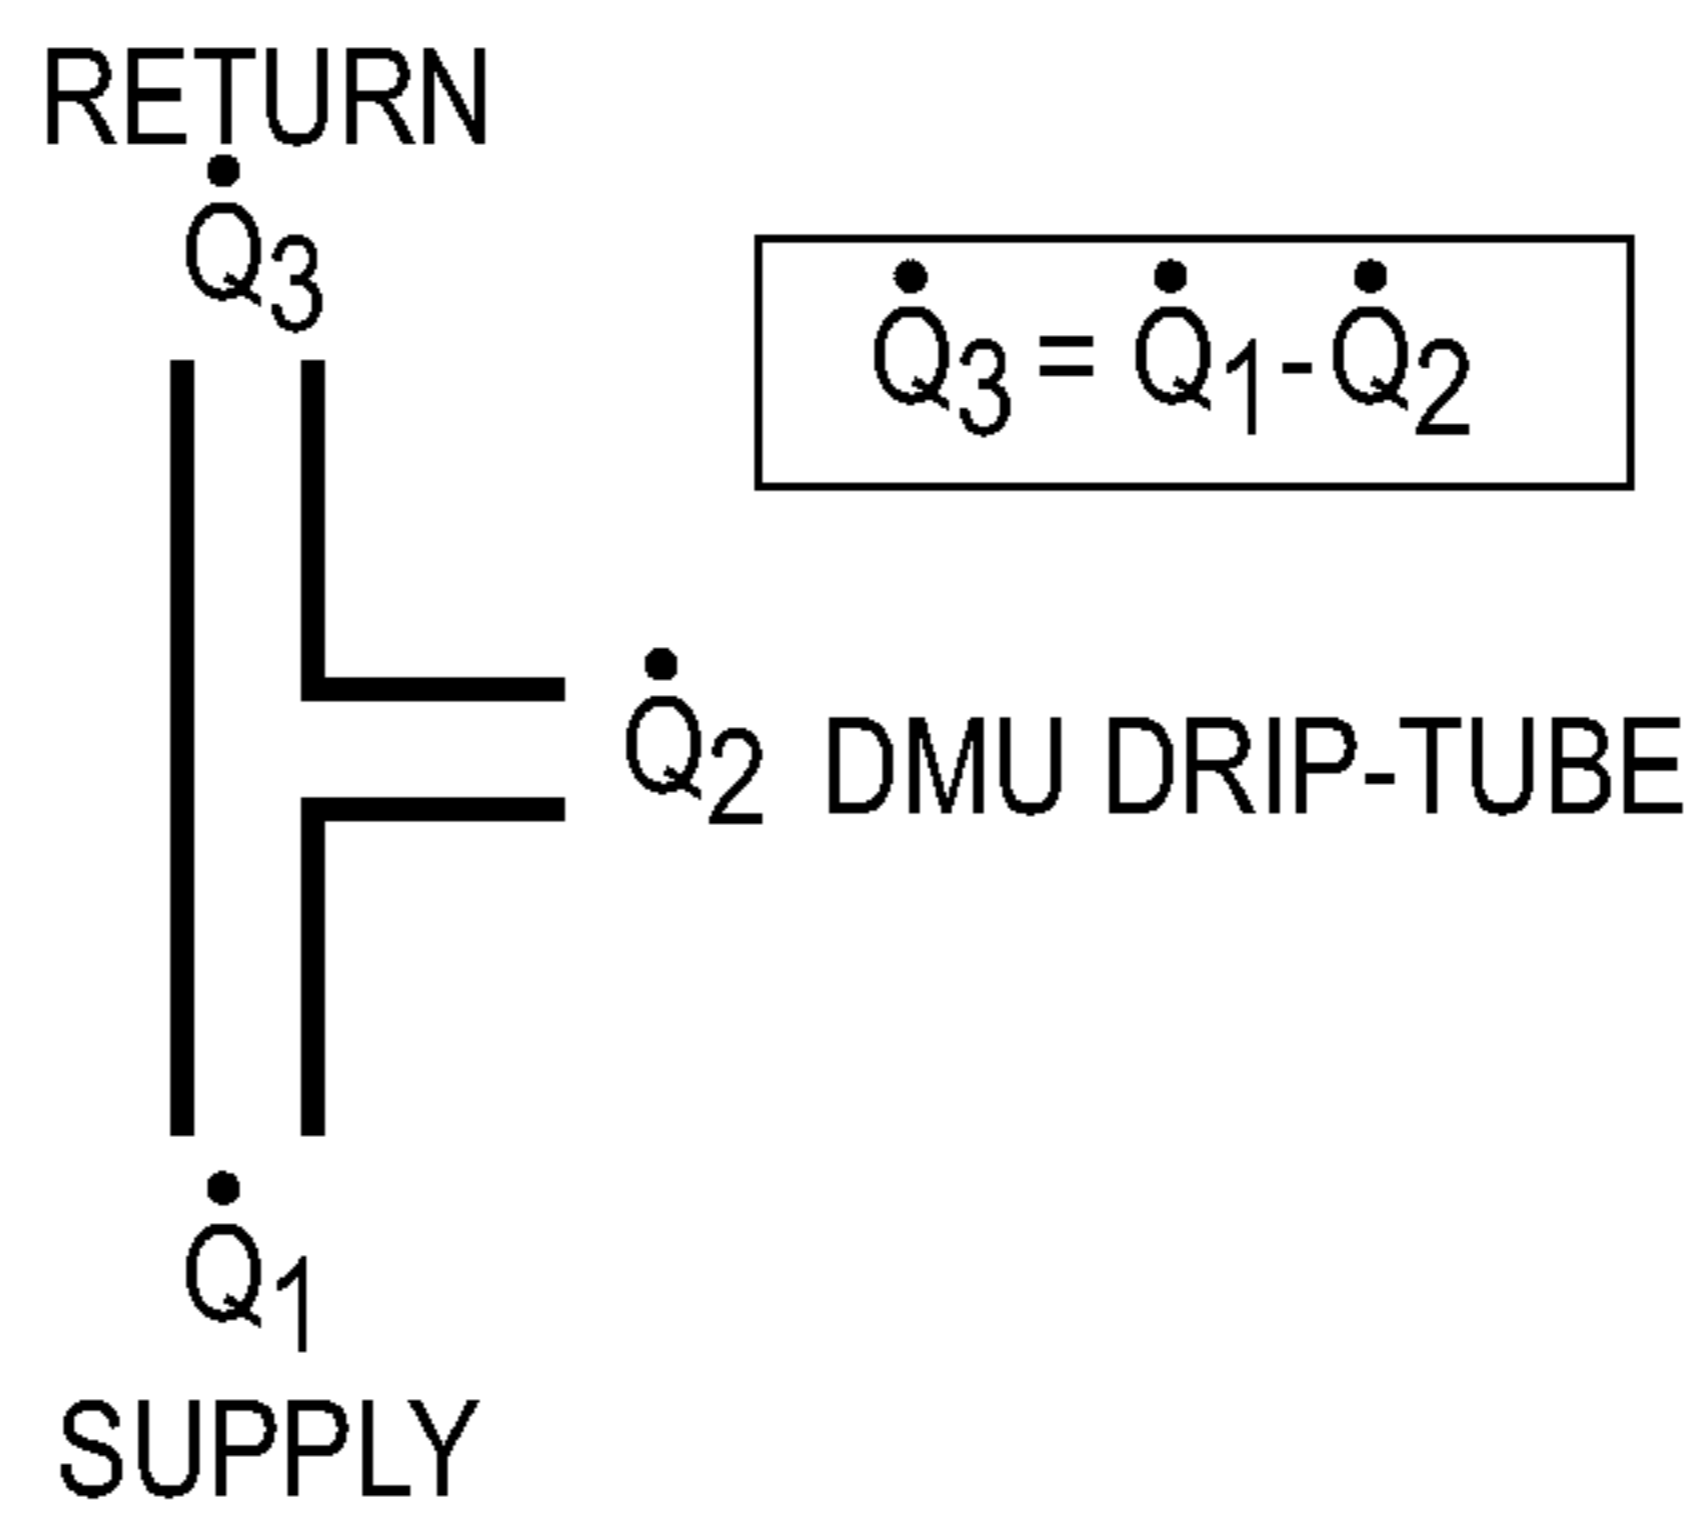 RETURN
Q̇3
Q̇3 = Q̇1 - Q̇2
Q̇2 DMU DRIP-TUBE
Q̇1
SUPPLY